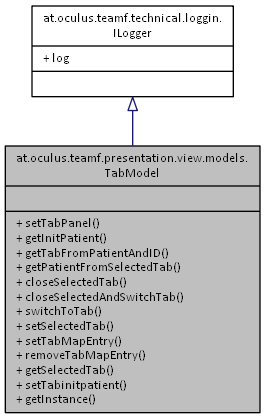 at.oculus.teamf.technical.loggin.
ILogger
+ log
at.oculus.teamf.presentation.view.models.
TabModel
+ setTabPanel()
+ getInitPatient()
+ getTabFromPatientAndID()
+ getPatientFromSelectedTab()
+ closeSelectedTab()
+ closeSelectedAndSwitchTab()
+ switchToTab()
+ setSelectedTab()
+ setTabMapEntry()
+ removeTabMapEntry()
+ getSelectedTab()
+ setTabinitpatient()
+ getInstance()